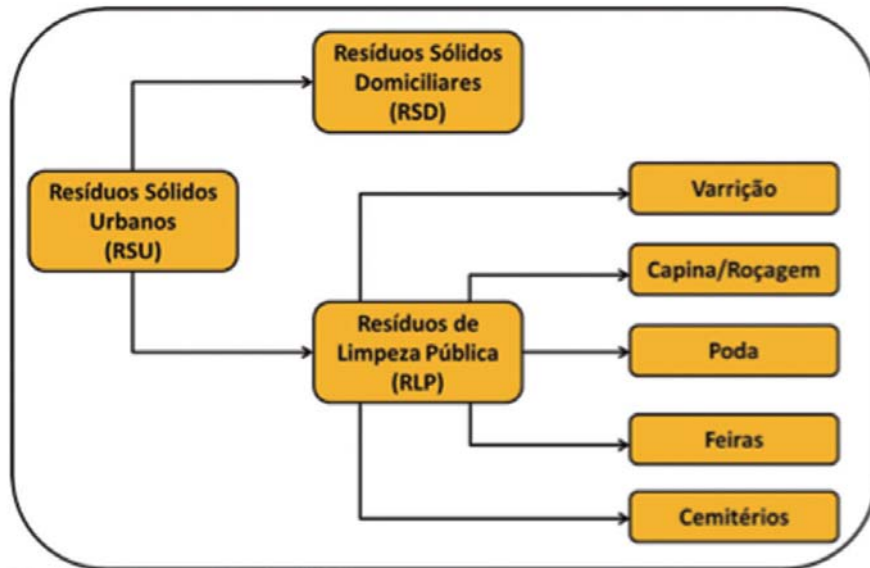 Resíduos Sólidos
Domiciliares
(RSD)
Resíduos Sólidos
Urbanos
(RSU)
Resíduos de
Limpeza Pública
(RLP)
Varrição
Capina/Roçagem
Poda
Feiras
Cemitérios